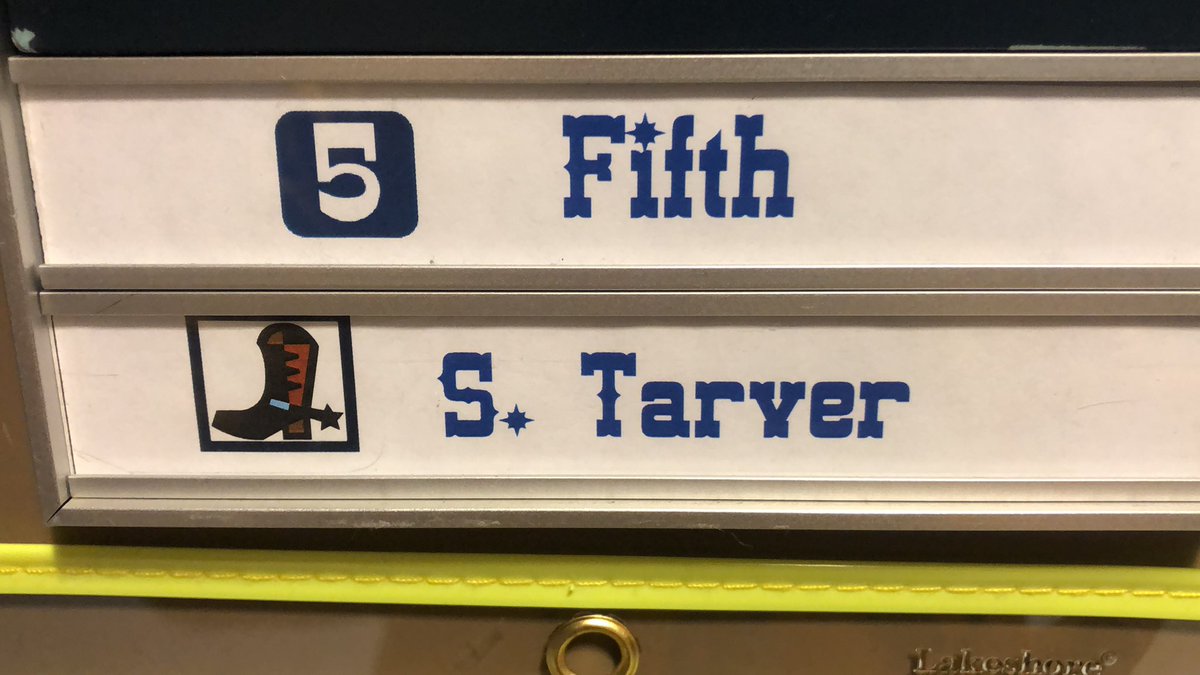 5 Fifth
S. Tarver
Lakeshore©